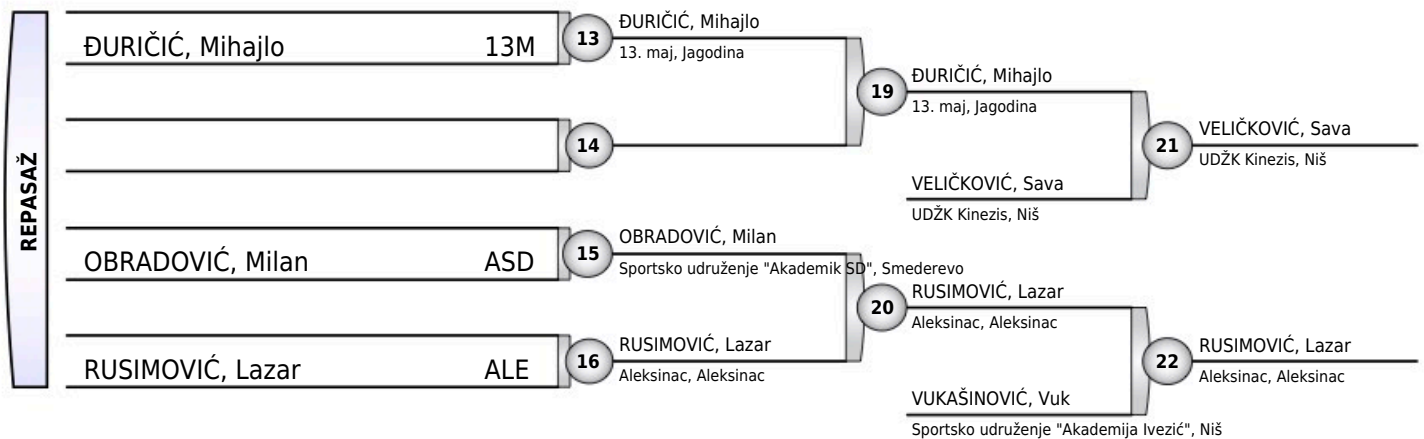 REPASAŽ
ĐURIČIĆ, Mihajlo 13M
13
ĐURIČIĆ, Mihajlo
13. maj, Jagodina
14
19
ĐURIČIĆ, Mihajlo
13. maj, Jagodina
VELIČKOVIĆ, Sava
UDŽK Kinezis, Niš
21
VELIČKOVIĆ, Sava
UDŽK Kinezis, Niš
OBRADOVIĆ, Milan ASD
15
OBRADOVIĆ, Milan
Sportsko udruženje "Akademik SD", Smederevo
RUSIMOVIĆ, Lazar ALE
16
RUSIMOVIĆ, Lazar
Aleksinac, Aleksinac
20
RUSIMOVIĆ, Lazar
Aleksinac, Aleksinac
VUKAŠINOVIĆ, Vuk
Sportsko udruženje "Akademija Ivezić", Niš
22
RUSIMOVIĆ, Lazar
Aleksinac, Aleksinac